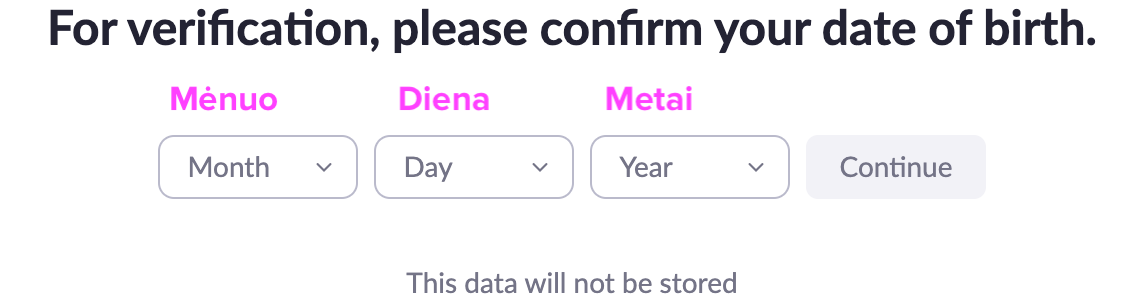 For verification, please confirm your date of birth.
Mėnuo Diena Metai
Month Day Year Continue
This data will not be stored